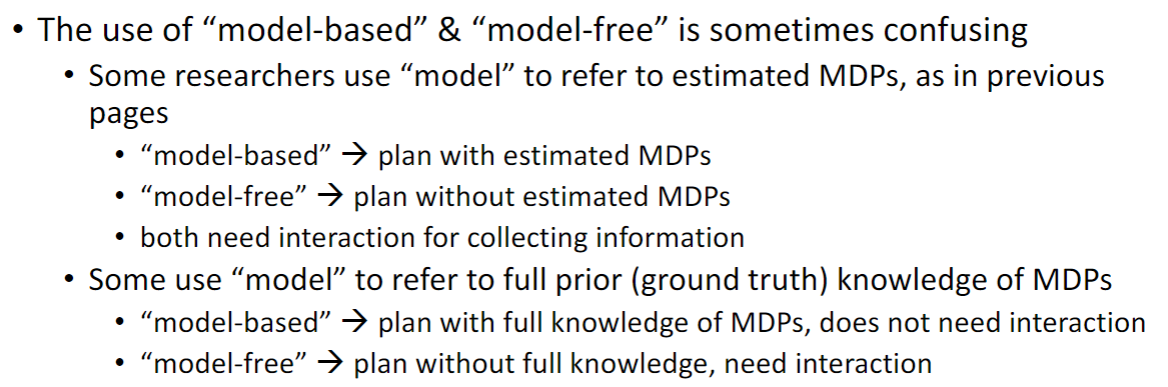 • The use of “model-based” & “model-free” is sometimes confusing
• Some researchers use “model” to refer to estimated MDPs, as in previous
pages
• “model-based” → plan with estimated MDPs
• “model-free” → plan without estimated MDPs
• both need interaction for collecting information
• Some use “model” to refer to full prior (ground truth) knowledge of MDPs
• “model-based” → plan with full knowledge of MDPs, does not need interaction
• “model-free” → plan without full knowledge, need interaction